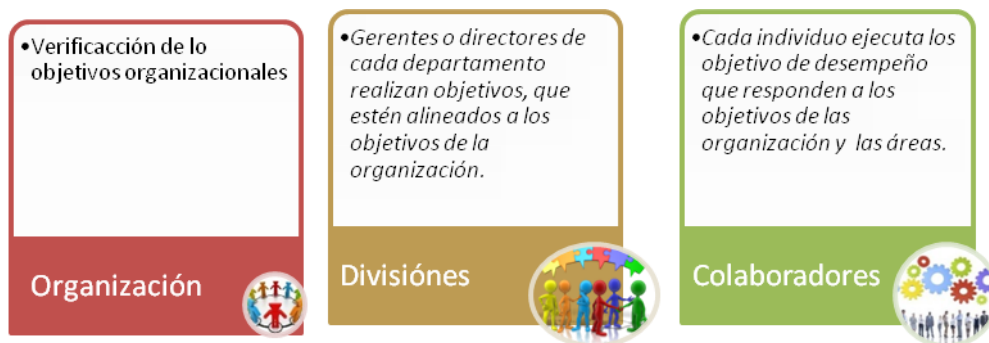 •Verificacción de lo
objetivos organizacionales
Organización
•Gerentes o directores de
cada departamento
realizan objetivos, que
estén alineados a los
objetivos de la
organización.
Divisiónes
•Cada individuo ejecuta los
objetivo de desempeño
que responden a los
objetivos de las
organización y las áreas.
Colaboradores